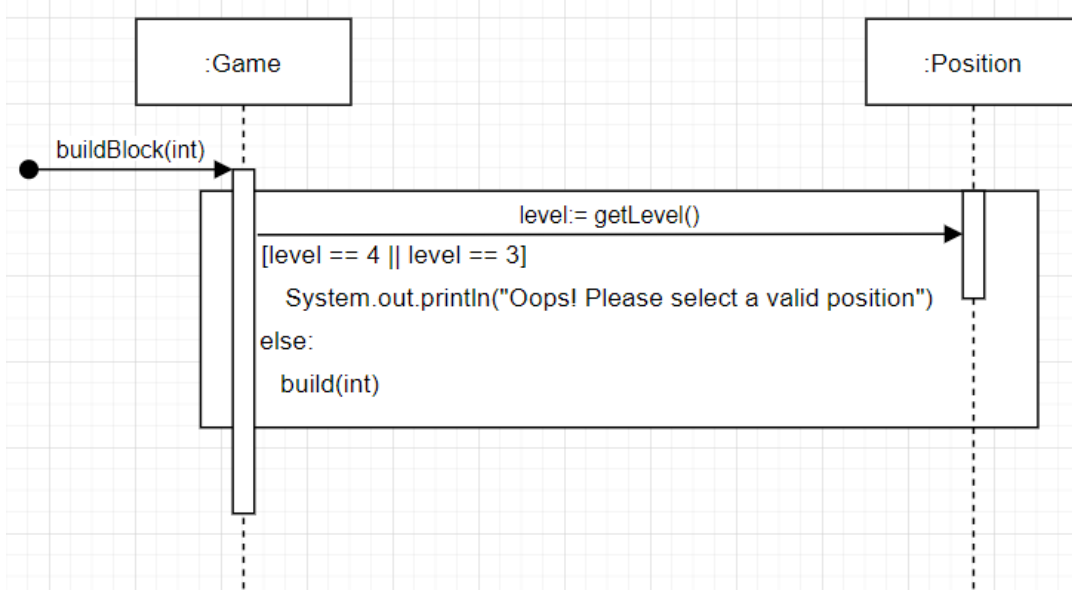 :Game
:Position
buildBlock(int)
level:= getLevel()
[level == 4 || level == 3]
System.out.println("Oops! Please select a valid position")
else:
build(int)